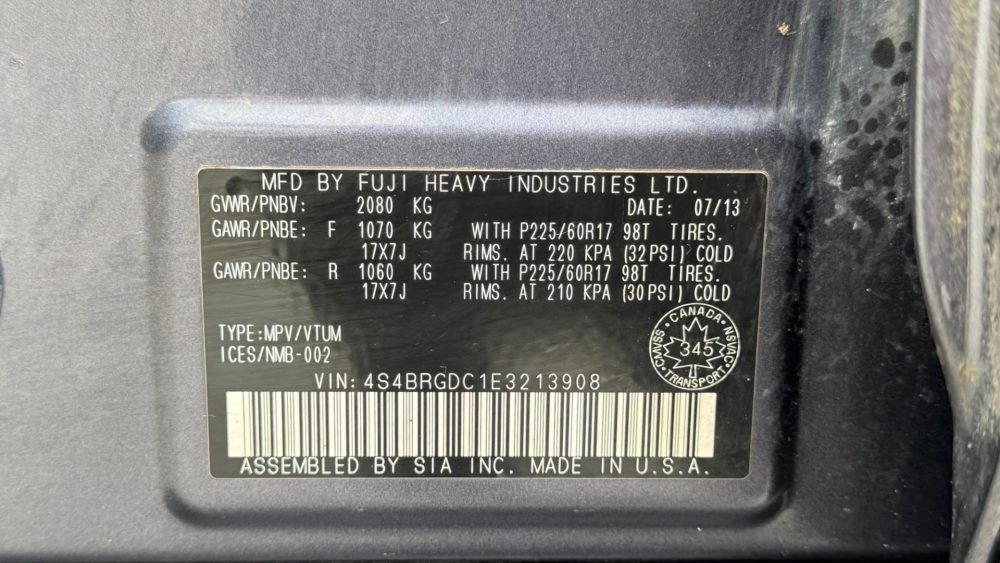 MFD BY FUJI HEAVY INDUSTRIES LTD.
GVWR/PNBV: 2080 KG DATE: 07/13
GAWR/PNBE: F 1070 KG WITH P225/60R17 98T TIRES.
17X7J RIMS. AT 220 KPA (32PSI) COLD
GAWR/PNBE: R 1060 KG WITH P225/60R17 98T TIRES.
17X7J RIMS. AT 210 KPA (30PSI) COLD
TYPE:MPV/VTUM
ICES/NMB-002
CANADA
CMVSS 345 NSVAC
TRANSPORT
VIN: 4S4BRGDC1E3213908
ASSEMBLED BY SIA INC. MADE IN U.S.A.